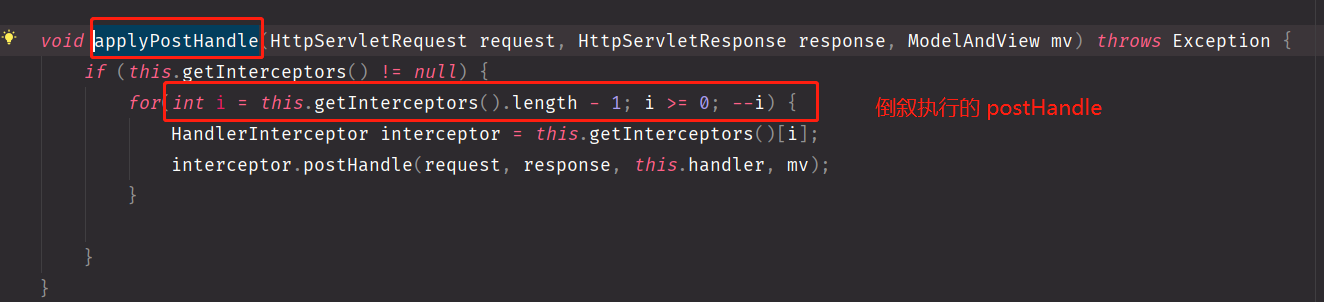 void applyPostHandle(HttpServletRequest request, HttpServletResponse response, ModelAndView mv) throws Exception {
if (this.getInterceptors() != null) {
for(int i = this.getInterceptors().length - 1; i >= 0; --i) {
倒叙执行的 postHandle
HandlerInterceptor interceptor = this.getInterceptors()[i];
interceptor.postHandle(request, response, this.handler, mv);
}
}
}